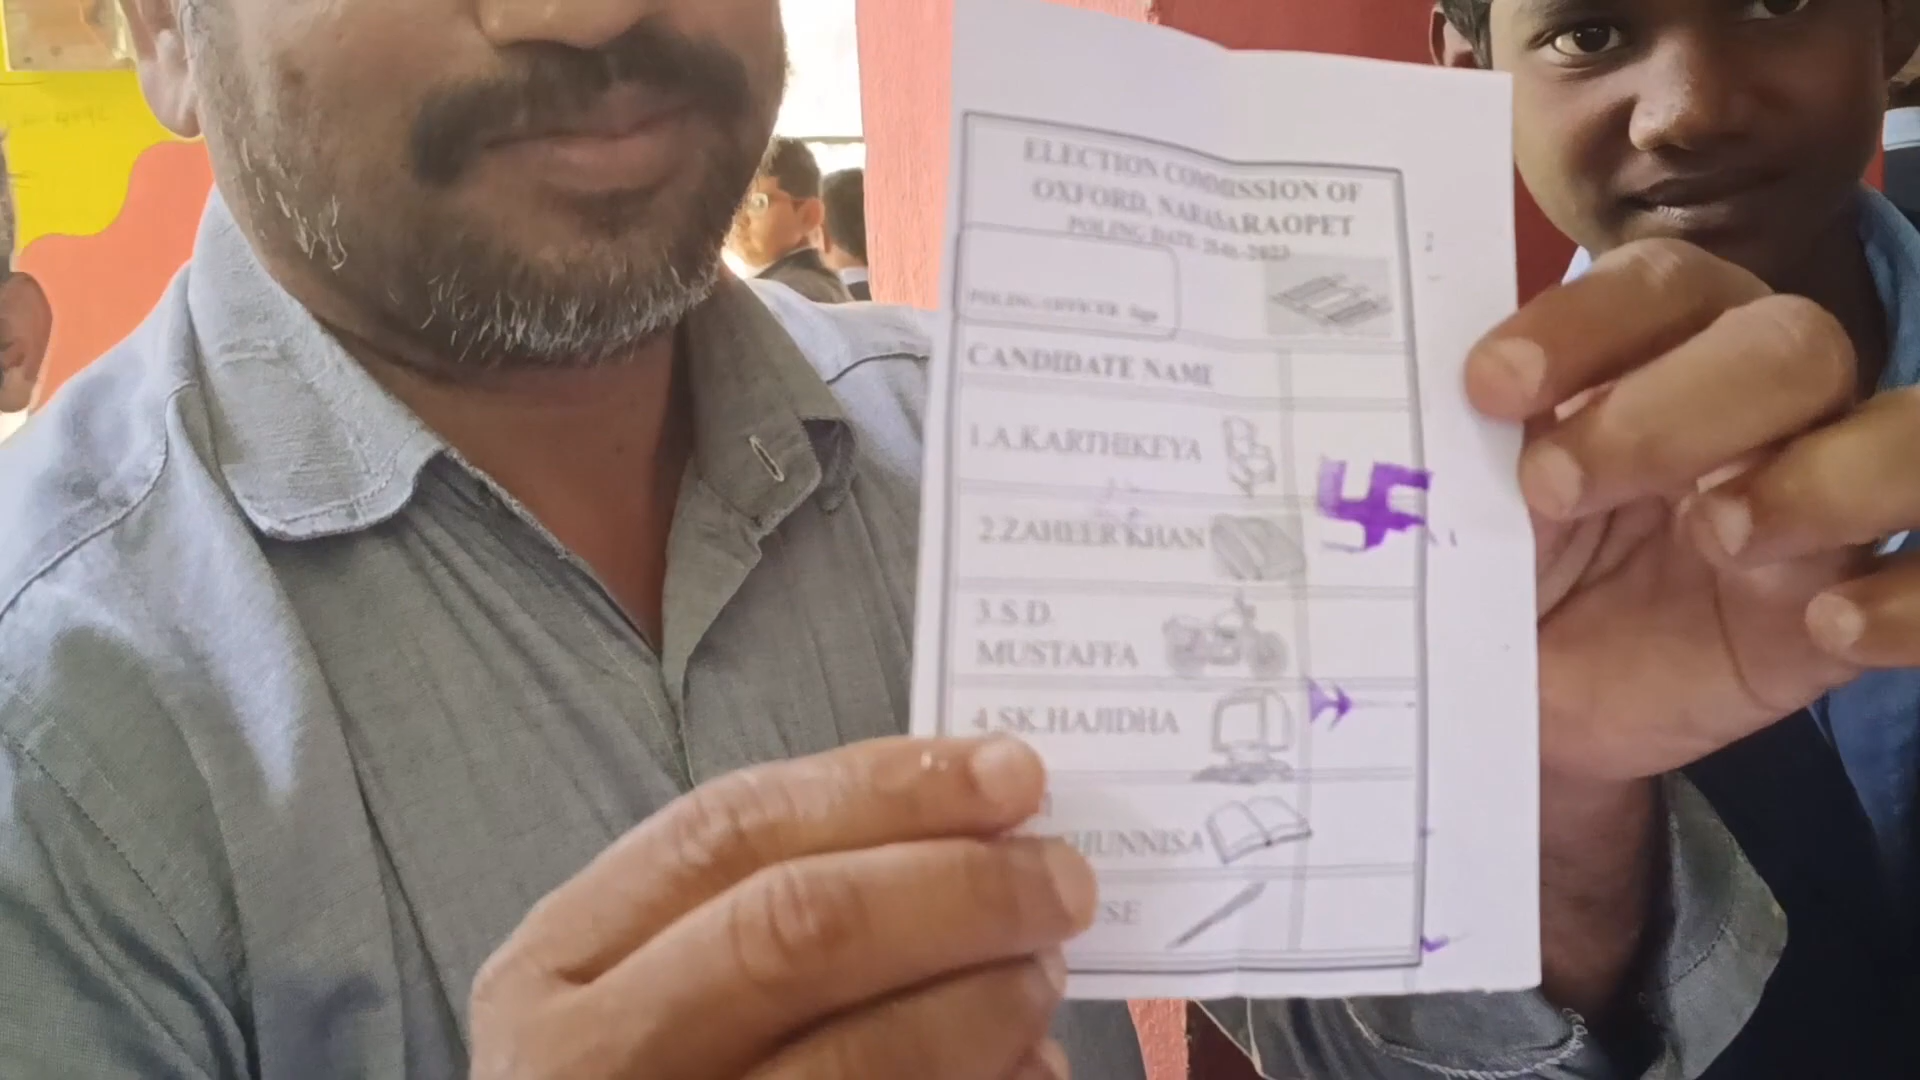 ELECTION COMMISSION OF
OXFORD, NARASARAOPET
POLING DATE
POLING OFFICER Sign
CANDIDATE NAME
1.A.KARTHIKEYA
2.ZAHEER KHAN
3.S.D.
MUSTAFFA
4.SK.HAJIDHA
HUNNISA
SE